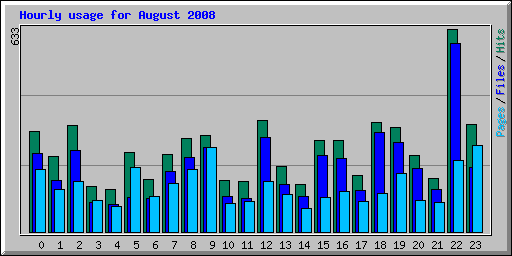 Hourly usage for August 2008
633
Pages / Files / Hits
0 1 2 3 4 5 6 7 8 9 10 11 12 13 14 15 16 17 18 19 20 21 22 23